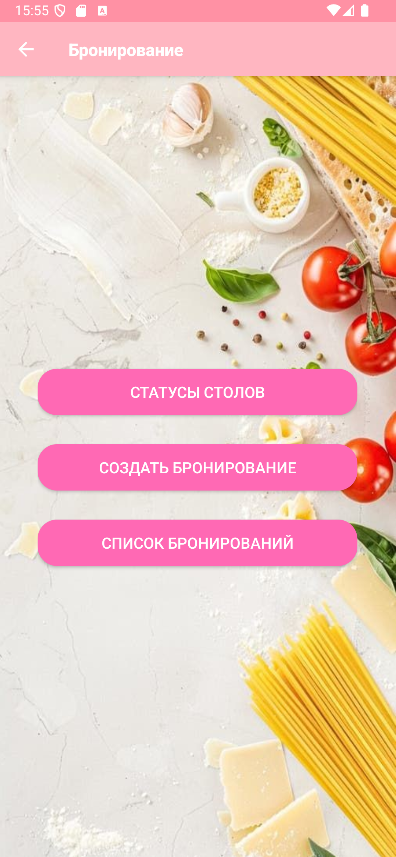 15:55
Бронирование
СТАТУСЫ СТОЛОВ
СОЗДАТЬ БРОНИРОВАНИЕ
СПИСОК БРОНИРОВАНИЙ